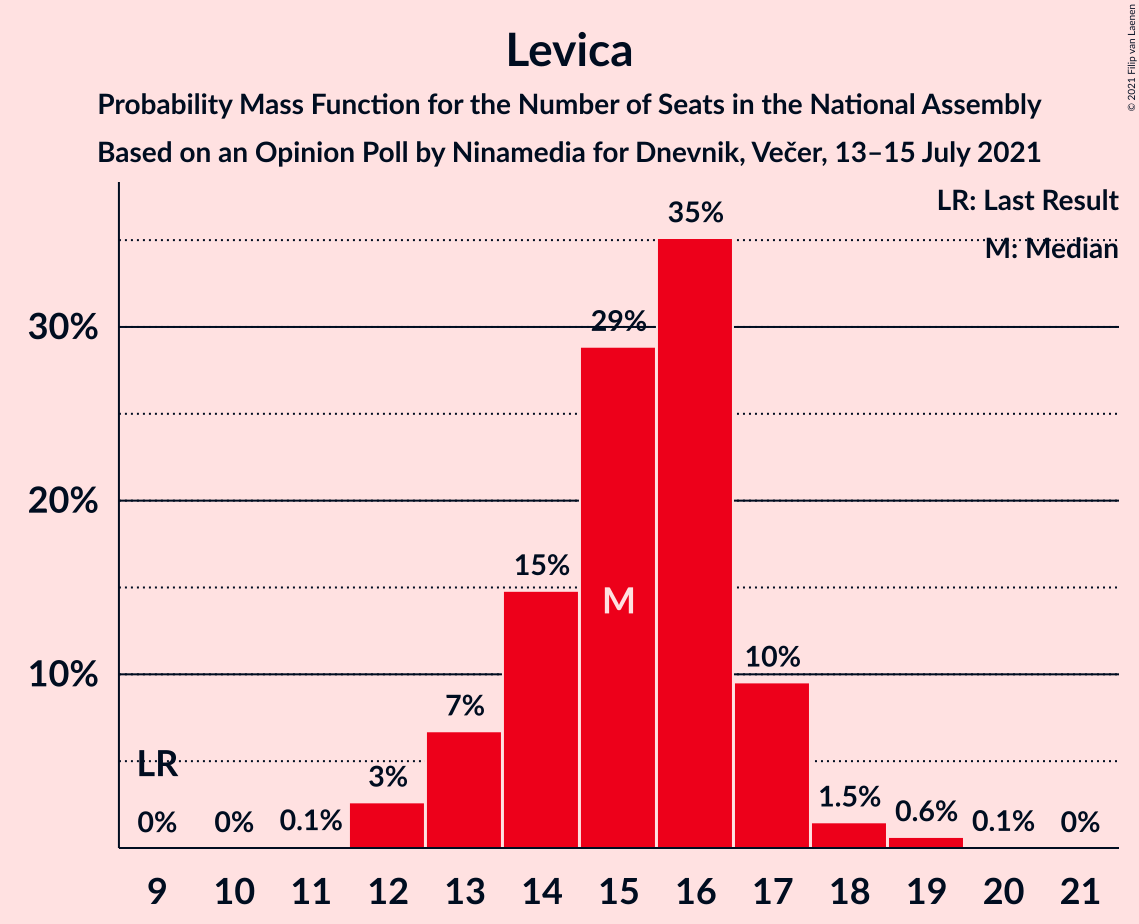 Levica
Probability Mass Function for the Number of Seats in the National Assembly
Based on an Opinion Poll by Ninamedia for Dnevnik, Večer, 13–15 July 2021
© 2021 Filip van Laenen
LR: Last Result
M: Median
30%
20%
10%
LR
0%
0%
0.1%
3%
7%
15%
29%
M
35%
10%
1.5%
0.6%
0.1%
0%
9 10 11 12 13 14 15 16 17 18 19 20 21